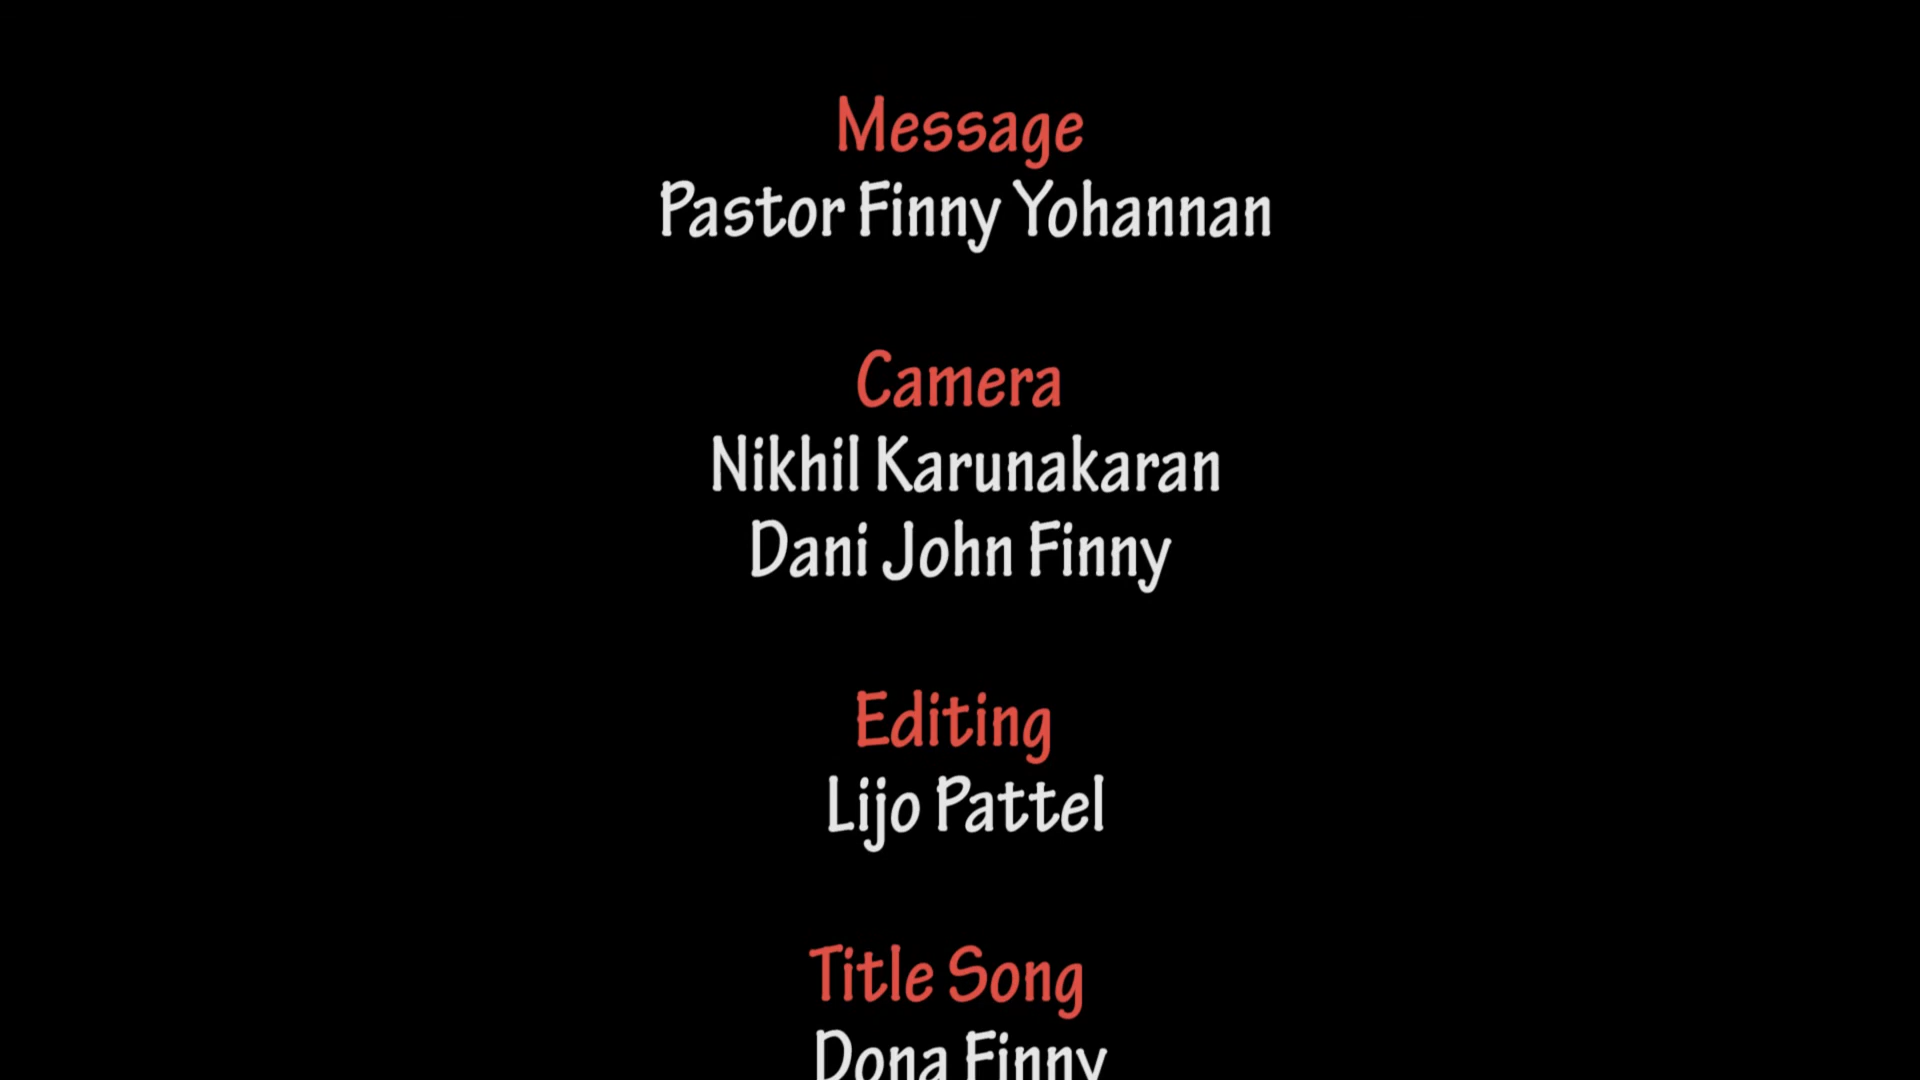 Message
Pastor Finny Yohannan
Camera
Nikhil Karunakaran
Dani John Finny
Editing
Lijo Pattel
Title Song
Dona Finny